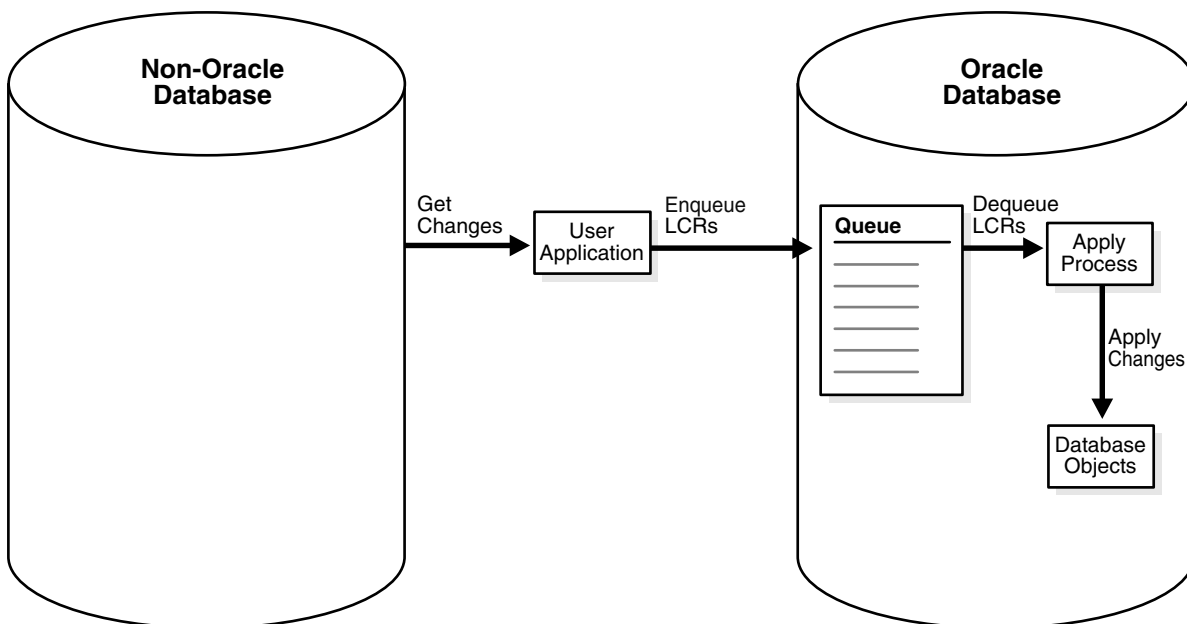 Non-Oracle
Database
Oracle
Database
Get
Changes
User
Application
Enqueue
LCRs
Queue
Dequeue
LCRs
Apply
Process
Apply
Changes
Database
Objects